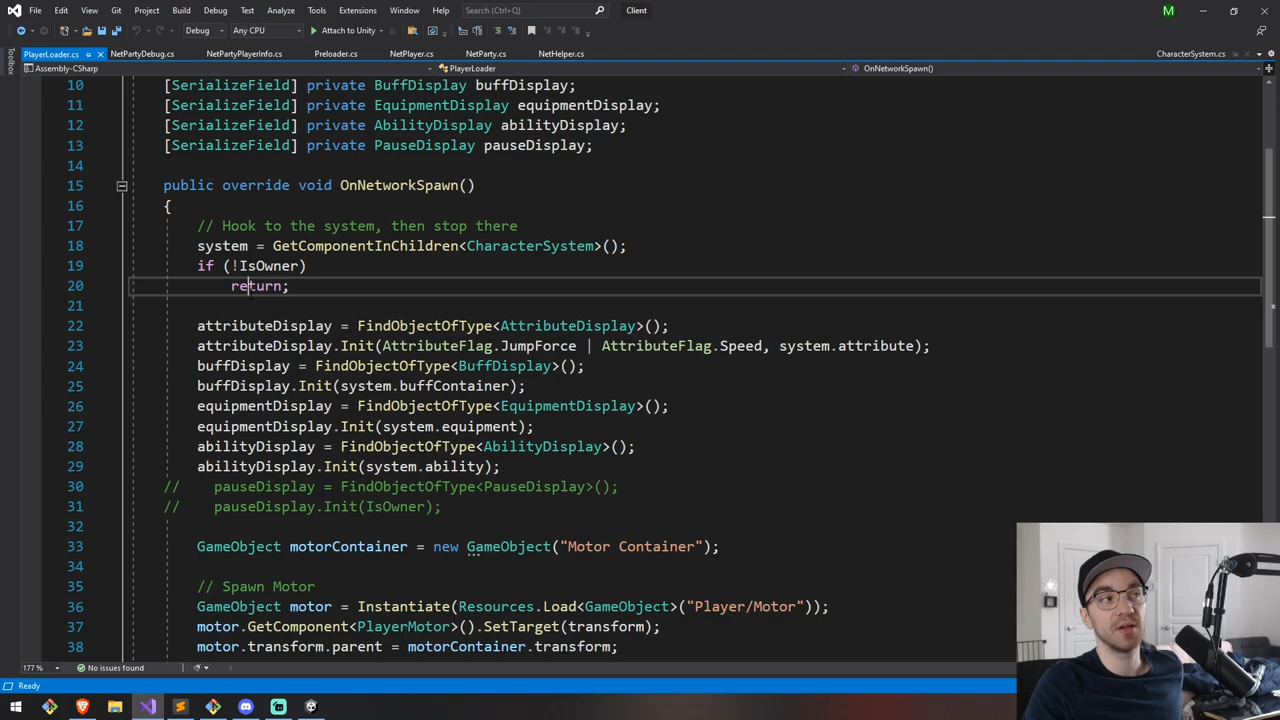 File Edit View Git Project Build Debug Test Analyze Tools Extensions Window Help Search (Ctrl+Q) Client
Debug Any CPU Attach to Unity
PlayerLoader.cs NetPartyDebug.cs NetPartyPlayerInfo.cs Preloader.cs NetPlayer.cs NetParty.cs NetHelper.cs CharacterSystem.cs
Assembly-CSharp PlayerLoader OnNetworkSpawn()
Toolbox
10 [SerializeField] private BuffDisplay buffDisplay;
11 [SerializeField] private EquipmentDisplay equipmentDisplay;
12 [SerializeField] private AbilityDisplay abilityDisplay;
13 [SerializeField] private PauseDisplay pauseDisplay;
14
15 public override void OnNetworkSpawn()
16 {
17 // Hook to the system, then stop there
18 system = GetComponentInChildren<CharacterSystem>();
19 if (!IsOwner)
20 return;
21
22 attributeDisplay = FindObjectOfType<AttributeDisplay>();
23 attributeDisplay.Init(AttributeFlag.JumpForce | AttributeFlag.Speed, system.attribute);
24 buffDisplay = FindObjectOfType<BuffDisplay>();
25 buffDisplay.Init(system.buffContainer);
26 equipmentDisplay = FindObjectOfType<EquipmentDisplay>();
27 equipmentDisplay.Init(system.equipment);
28 abilityDisplay = FindObjectOfType<AbilityDisplay>();
29 abilityDisplay.Init(system.ability);
30 // pauseDisplay = FindObjectOfType<PauseDisplay>();
31 // pauseDisplay.Init(IsOwner);
32
33 GameObject motorContainer = new GameObject("Motor Container");
34
35 // Spawn Motor
36 GameObject motor = Instantiate(Resources.Load<GameObject>("Player/Motor"));
37 motor.GetComponent<PlayerMotor>().SetTarget(transform);
38 motor.transform.parent = motorContainer.transform;
177 % No issues found
Ready